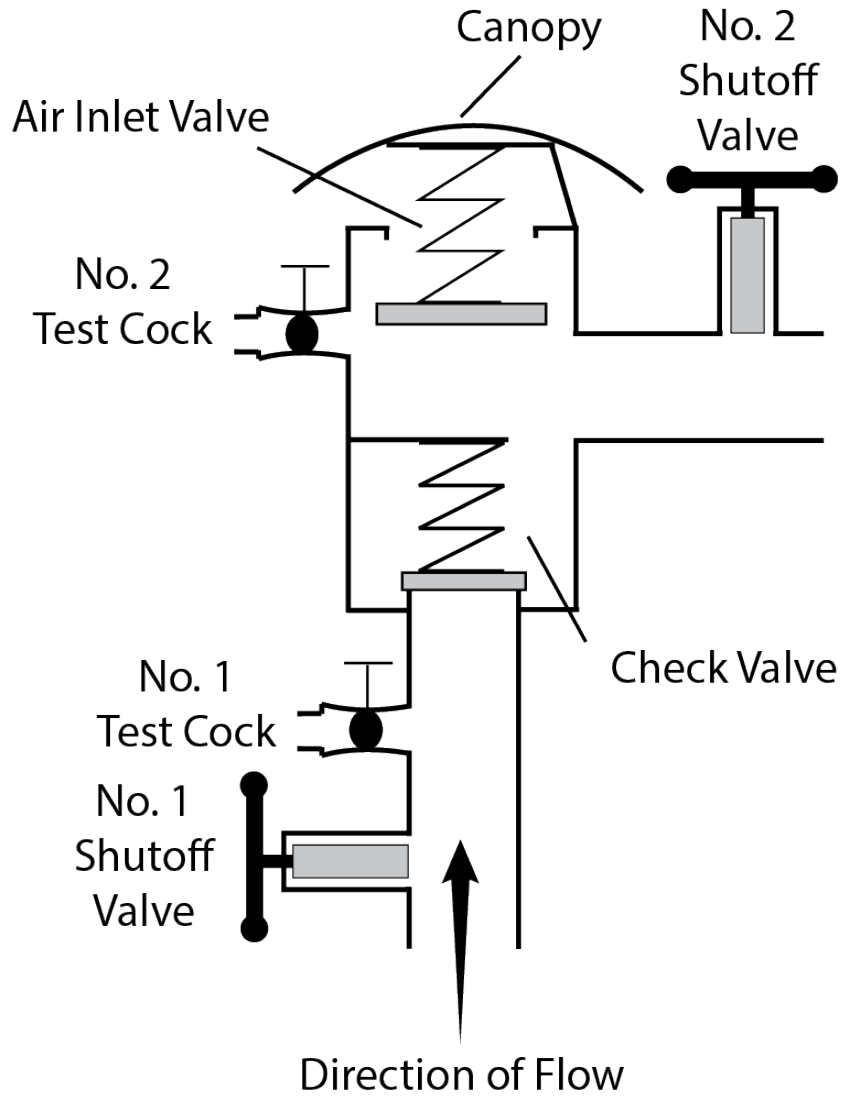 Canopy
No. 2
Shutoff
Valve
Air Inlet Valve
No. 2
Test Cock
Check Valve
No. 1
Test Cock
No. 1
Shutoff
Valve
Direction of Flow